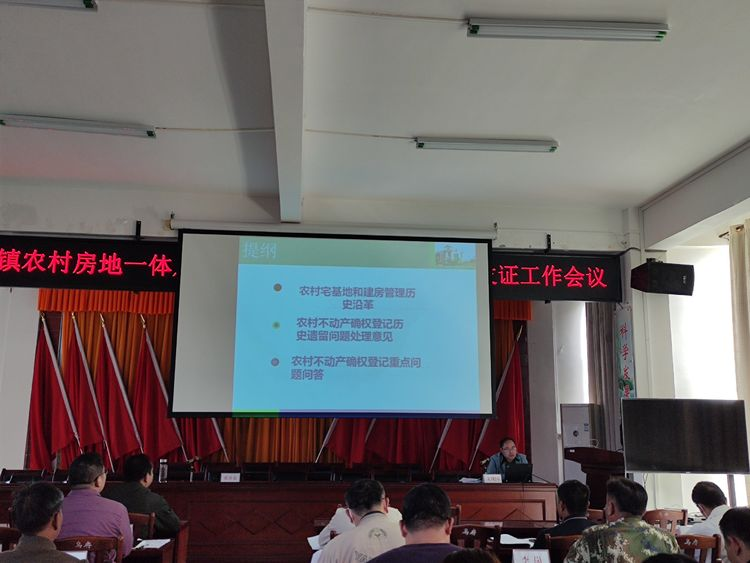 镇农村房地一体
证工作会议
提纲
农村宅基地和建房管理历
史沿革
农村不动产确权登记历
史遗留问题处理意见
农村不动产确权登记重点问
题问答
科学发